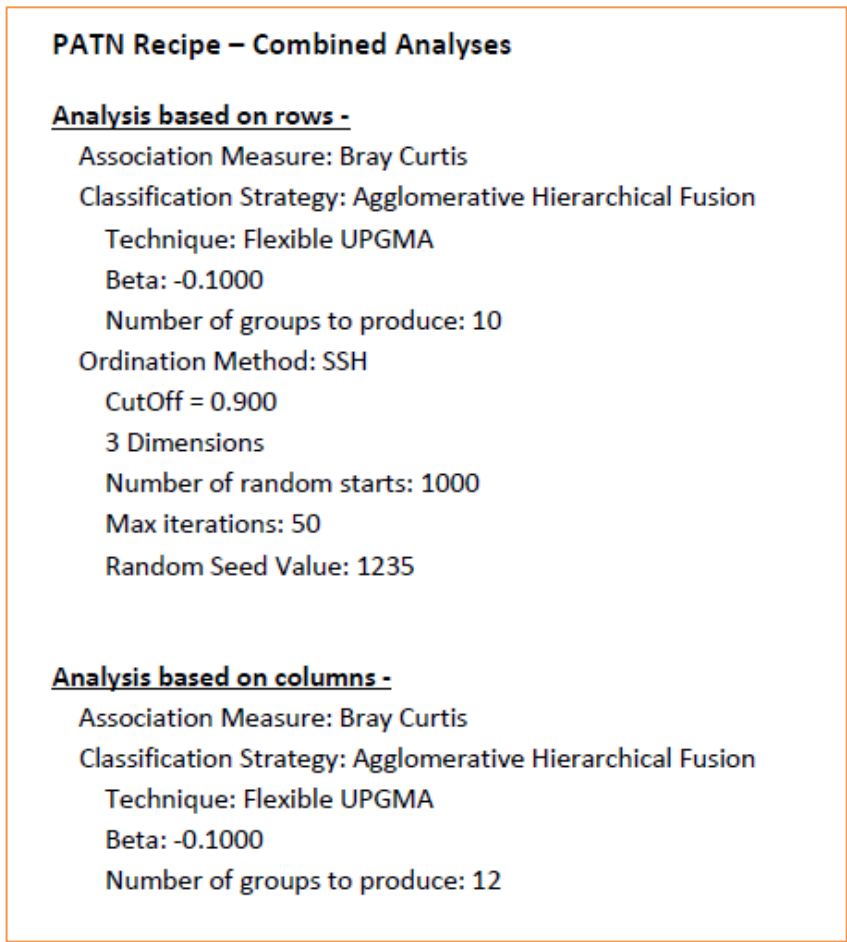 PATN Recipe – Combined Analyses
Analysis based on rows -
Association Measure: Bray Curtis
Classification Strategy: Agglomerative Hierarchical Fusion
Technique: Flexible UPGMA
Beta: -0.1000
Number of groups to produce: 10
Ordination Method: SSH
CutOff = 0.900
3 Dimensions
Number of random starts: 1000
Max iterations: 50
Random Seed Value: 1235
Analysis based on columns -
Association Measure: Bray Curtis
Classification Strategy: Agglomerative Hierarchical Fusion
Technique: Flexible UPGMA
Beta: -0.1000
Number of groups to produce: 12